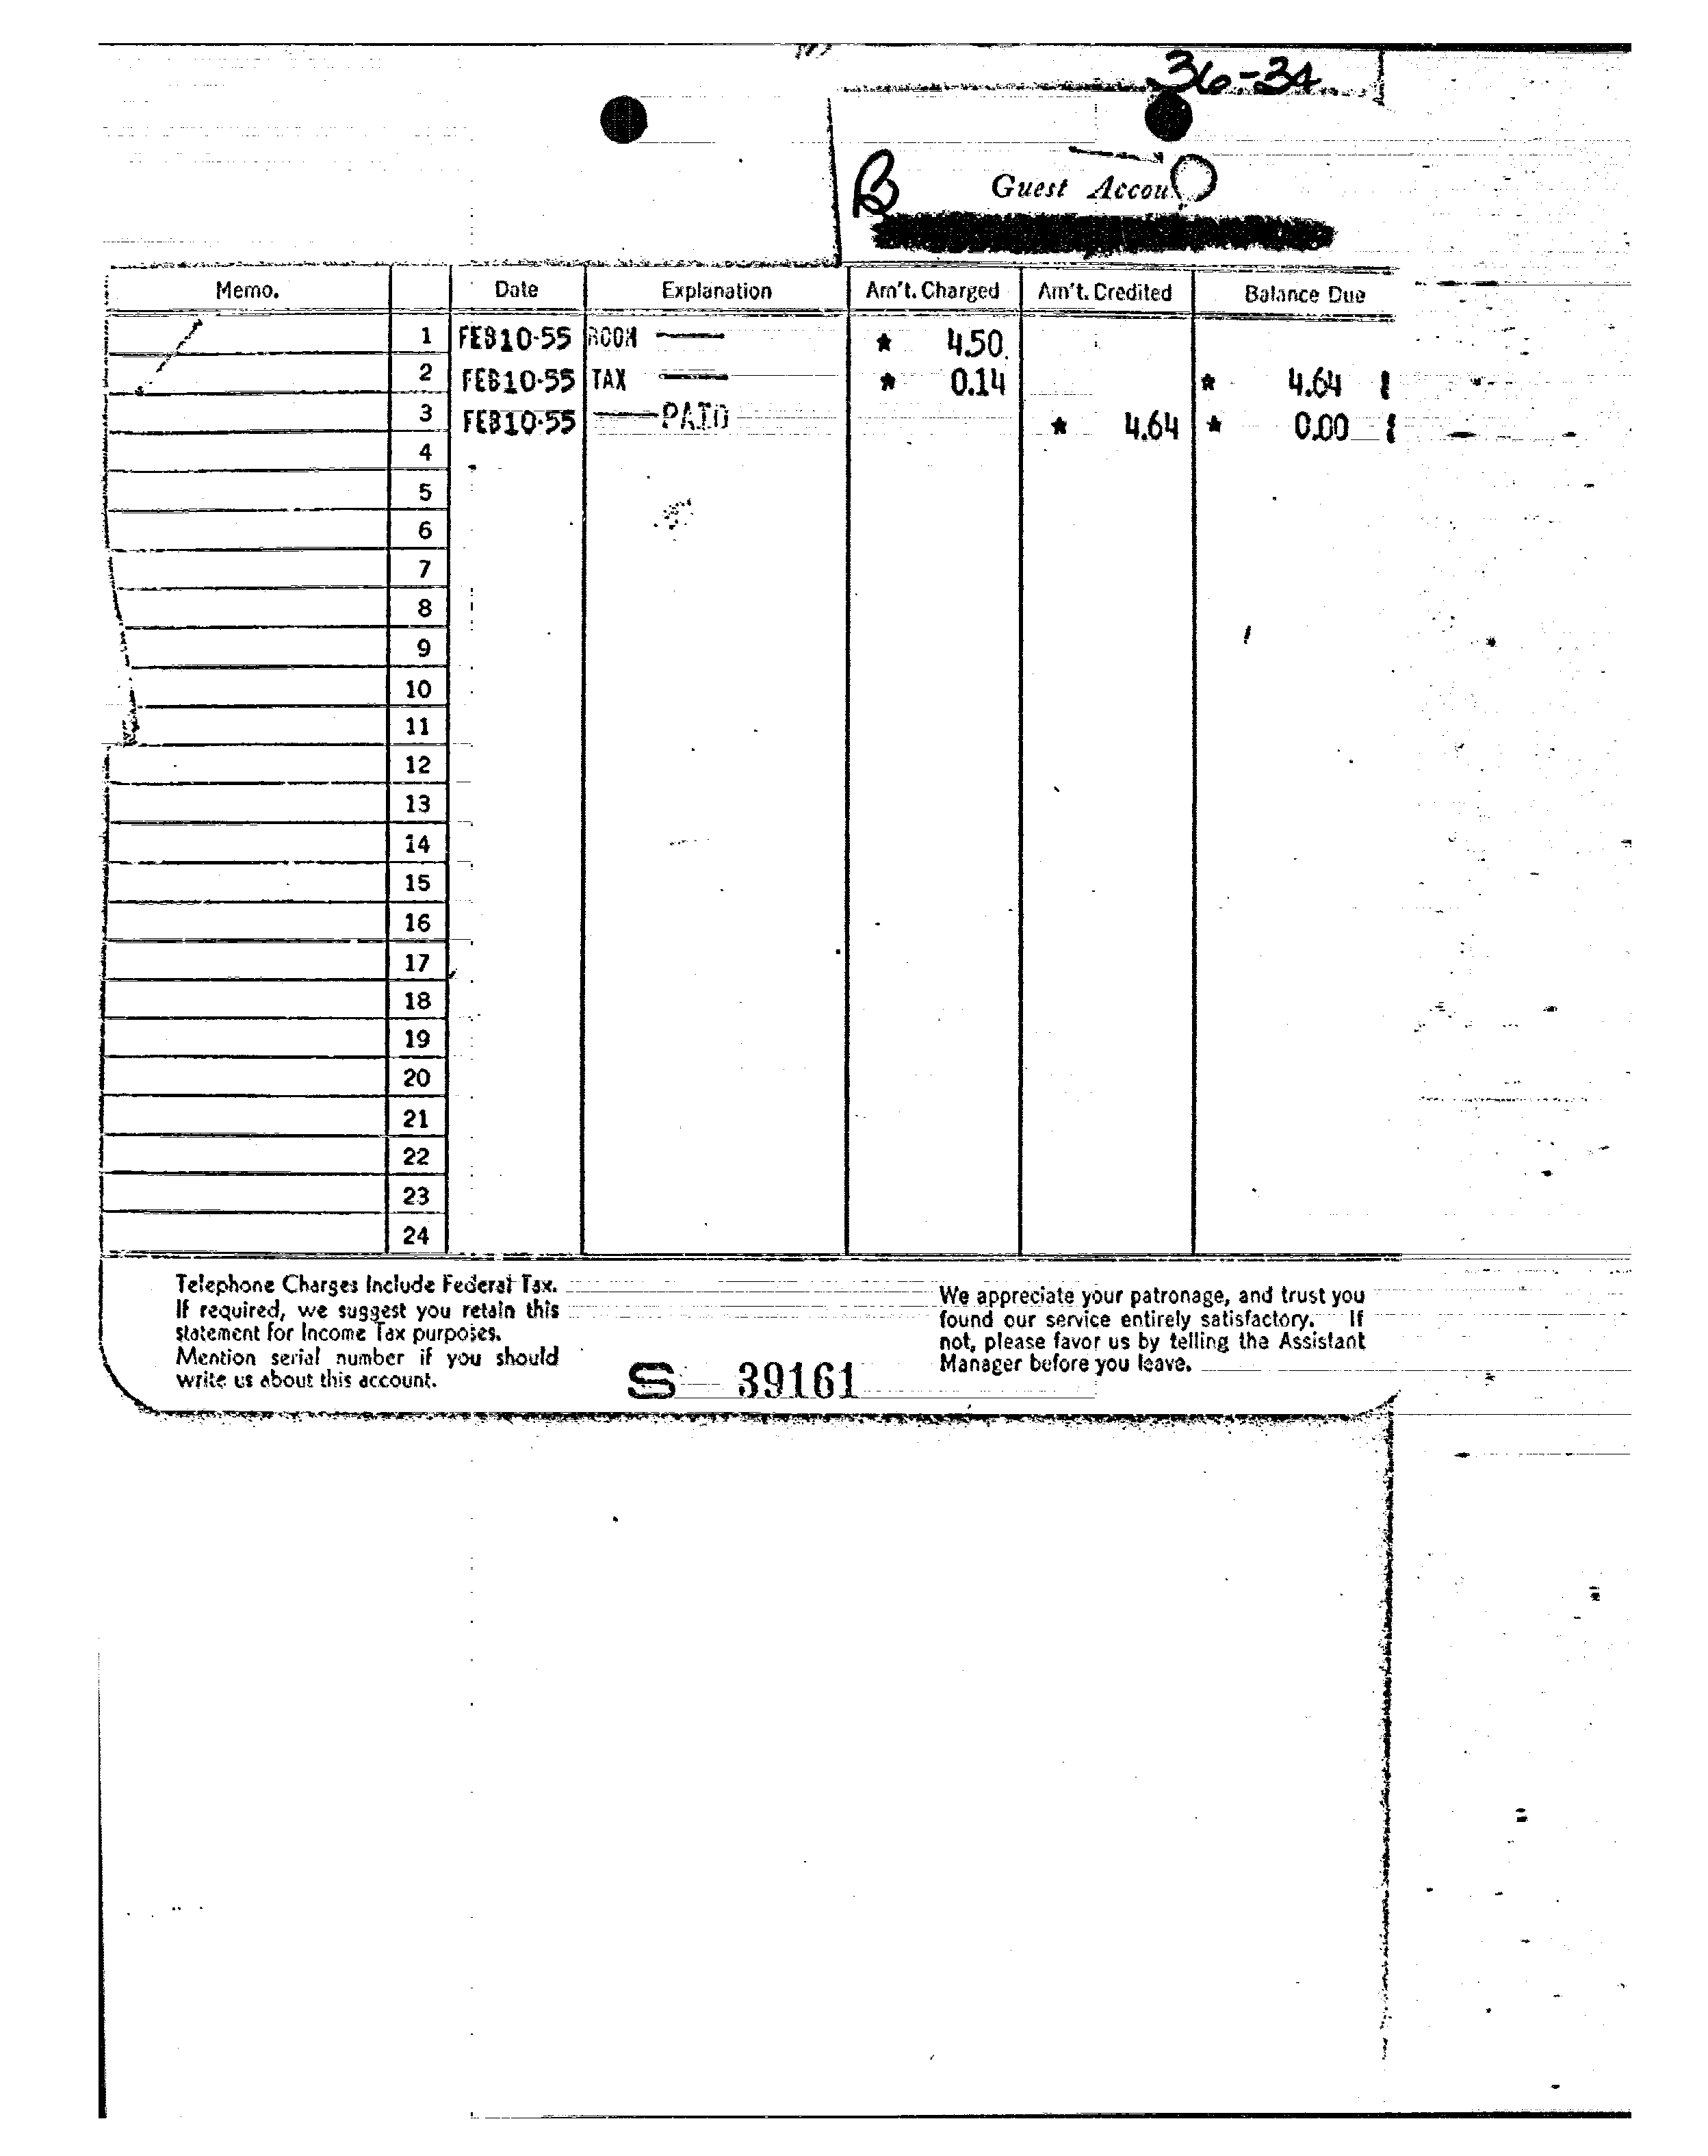 36-34
B
Guest Accou
Memo. Date Explanation Am't. Charged Am't. Credited Balance Due
1 FEB10-55 ROOM ★ 4.50
2 FEB10-55 TAX ★ 0.14 ★ 4.64
3 FEB10-55 PAID ★ 4.64 ★ 0.00
4
5
6
7
8
9
10
11
12
13
14
15
16
17
18
19
20
21
22
23
24
Telephone Charges Include Federal Tax.
If required, we suggest you retain this
statement for Income Tax purposes.
Mention serial number if you should
write us about this account.
S 39161
We appreciate your patronage, and trust you
found our service entirely satisfactory. If
not, please favor us by telling the Assistant
Manager before you leave.